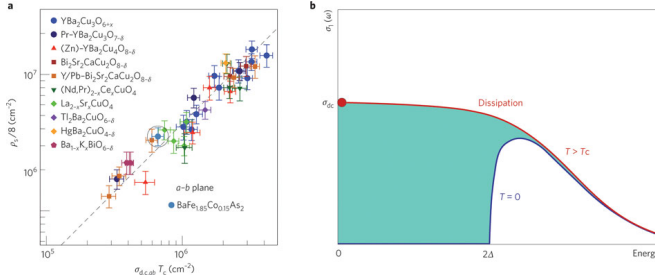 a
YBa2Cu3O6+x
Pr-YBa2Cu3O7-δ
(Zn)-YBa2Cu4O8-δ
Bi2Sr2CaCu2O8-δ
Y/Pb-Bi2Sr2CaCu2O8-δ
(Nd,Pr)2-xCexCuO4
La2-xSrxCuO4
Tl2Ba2CuO6-δ
HgBa2CuO4-δ
Ba1-xKxBiO6-δ
a-b plane
BaFe1.85Co0.15As2
10^7
10^6
ρs/8 (cm^-2)
10^5
10^6
σd.c.ab Tc (cm^-2)
b
σ1 (ω)
σdc
Dissipation
T > Tc
T = 0
0
2Δ
Energ